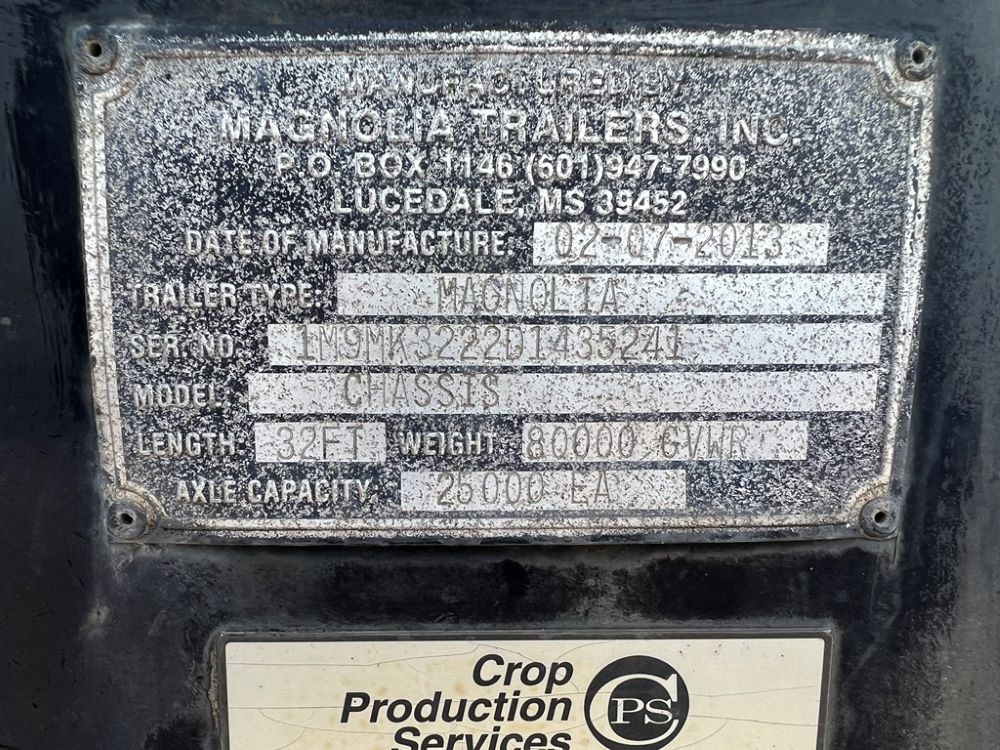 MANUFACTURED BY
MAGNOLIA TRAILERS, INC.
P.O. BOX 1146 (601)947-7990
LUCEDALE, MS 39452
DATE OF MANUFACTURE: 02-07-2013
TRAILER TYPE: MAGNOLIA
SER. NO. 1M9MK3222D1435241
MODEL: CHASSIS
LENGTH: 32FT WEIGHT: 80000 GVWR
AXLE CAPACITY: 25000 EA
Crop
Production
Services
CPS